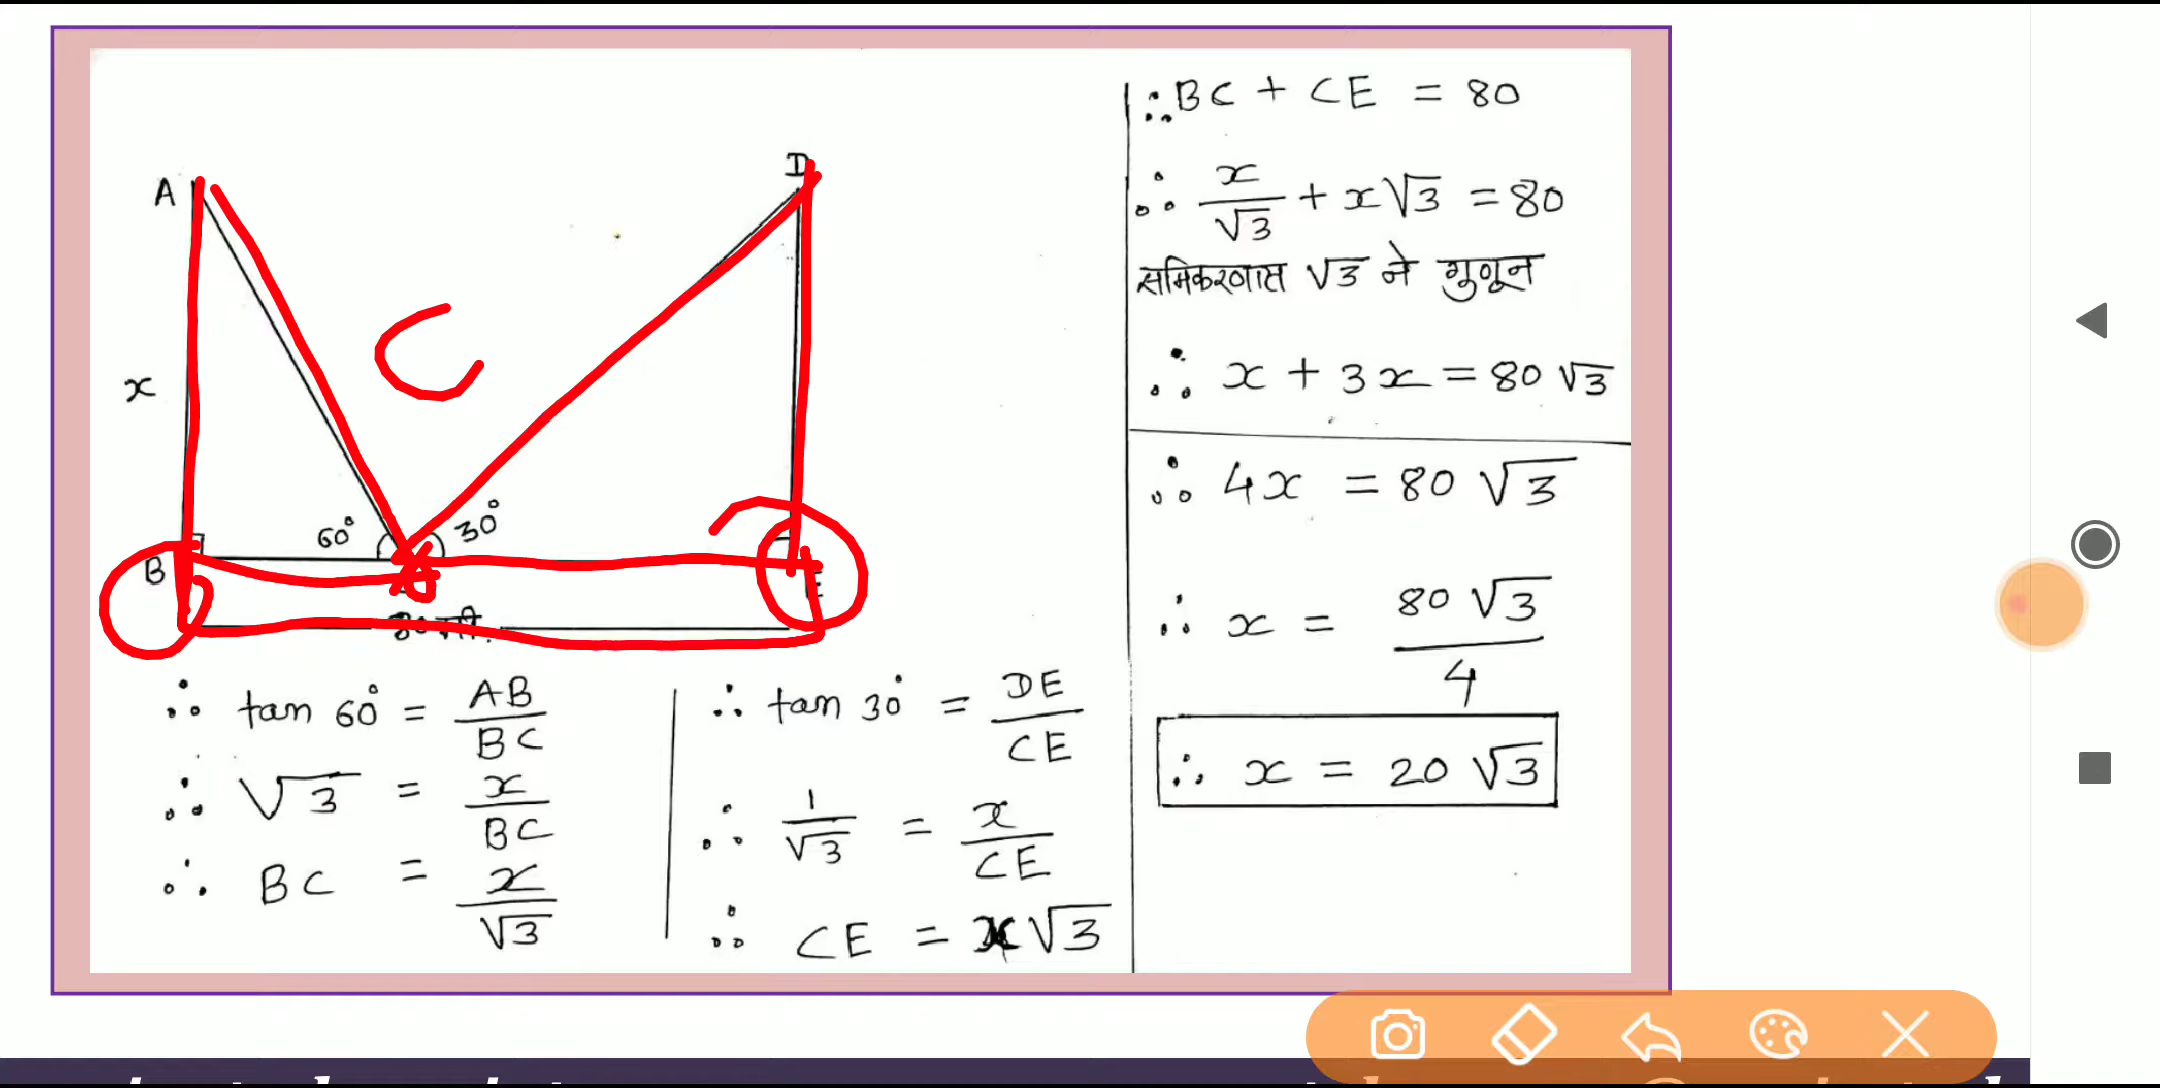 A
D
C
x
60°
30°
B
E
80 मी.
∴ tan 60° = AB/BC
∴ √3 = x/BC
∴ BC = x/√3
∴ tan 30° = DE/CE
∴ 1/√3 = x/CE
∴ CE = x√3
∴ BC + CE = 80
∴ x/√3 + x√3 = 80
समिकरणास √3 ने गुणून
∴ x + 3x = 80√3
∴ 4x = 80√3
∴ x = 80√3/4
∴ x = 20√3